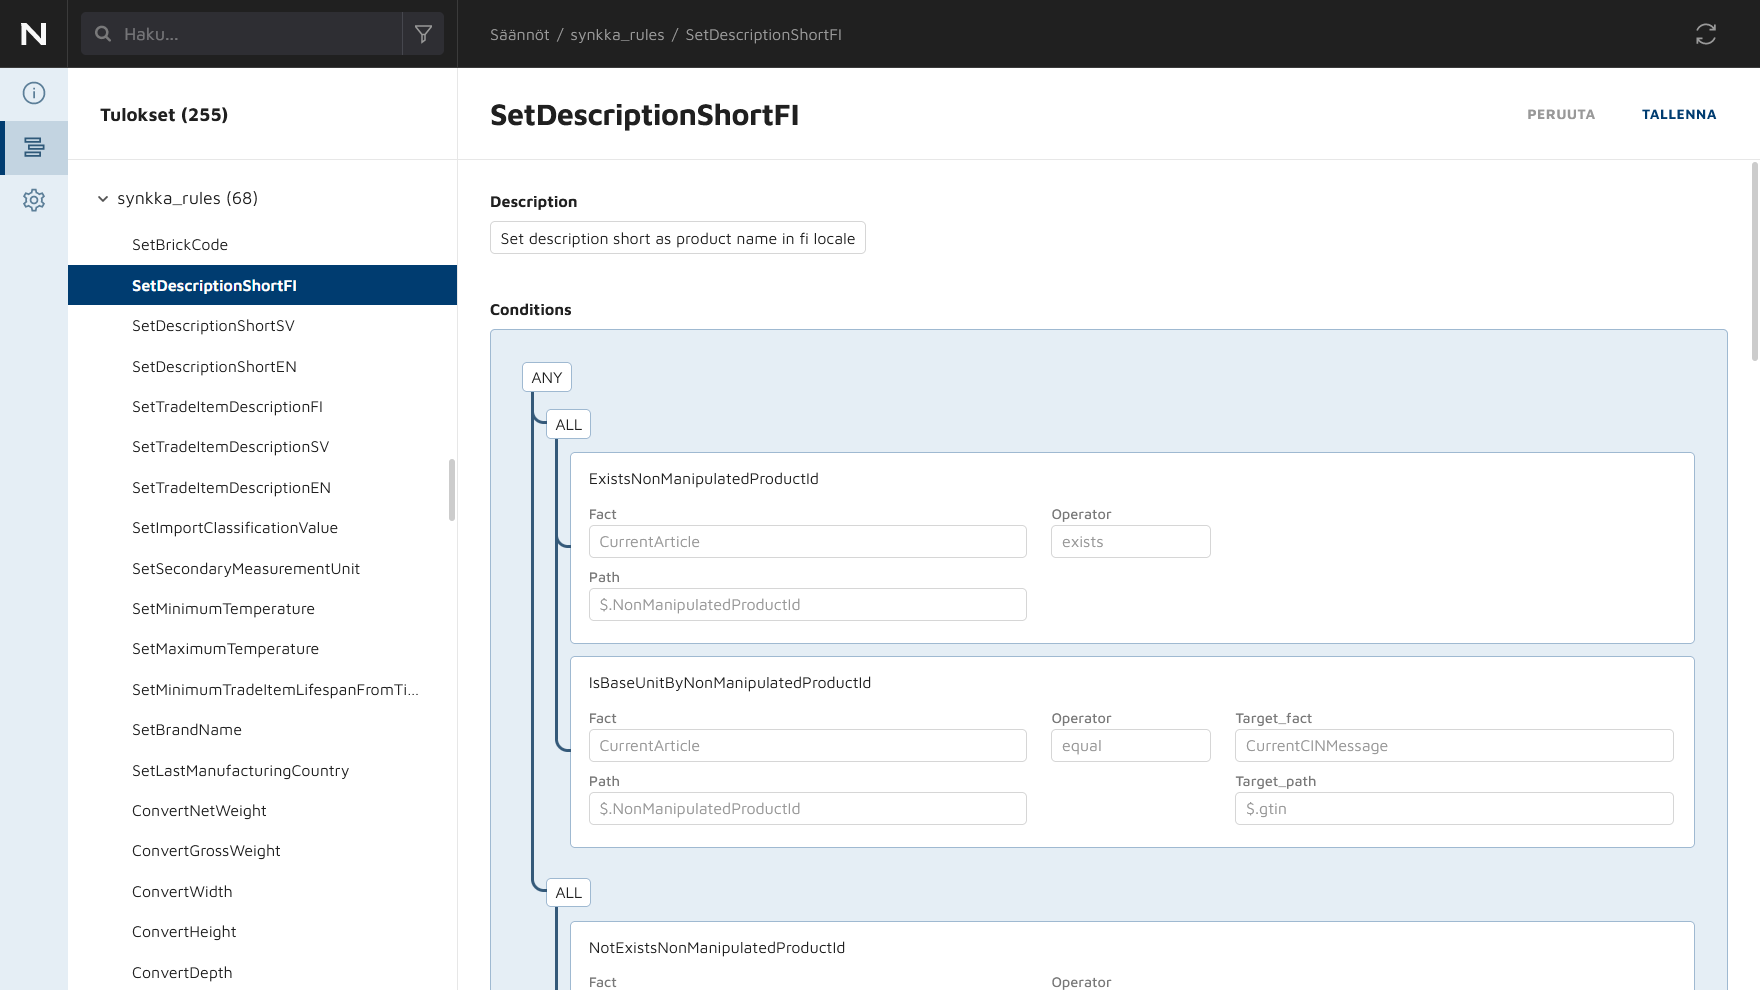 N
Haku...
Säännöt / synkka_rules / SetDescriptionShortFI
Tulokset (255)
synkka_rules (68)
SetBrickCode
SetDescriptionShortFI
SetDescriptionShortSV
SetDescriptionShortEN
SetTradeItemDescriptionFI
SetTradeItemDescriptionSV
SetTradeItemDescriptionEN
SetImportClassificationValue
SetSecondaryMeasurementUnit
SetMinimumTemperature
SetMaximumTemperature
SetMinimumTradeItemLifespanFromTi...
SetBrandName
SetLastManufacturingCountry
ConvertNetWeight
ConvertGrossWeight
ConvertWidth
ConvertHeight
ConvertDepth
SetDescriptionShortFI
PERUUTA
TALLENNA
Description
Set description short as product name in fi locale
Conditions
ANY
ALL
ExistsNonManipulatedProductId
Fact
Operator
CurrentArticle
exists
Path
$.NonManipulatedProductId
IsBaseUnitByNonManipulatedProductId
Fact
Operator
Target_fact
CurrentArticle
equal
CurrentCINMessage
Path
Target_path
$.NonManipulatedProductId
$.gtin
ALL
NotExistsNonManipulatedProductId
Fact
Operator